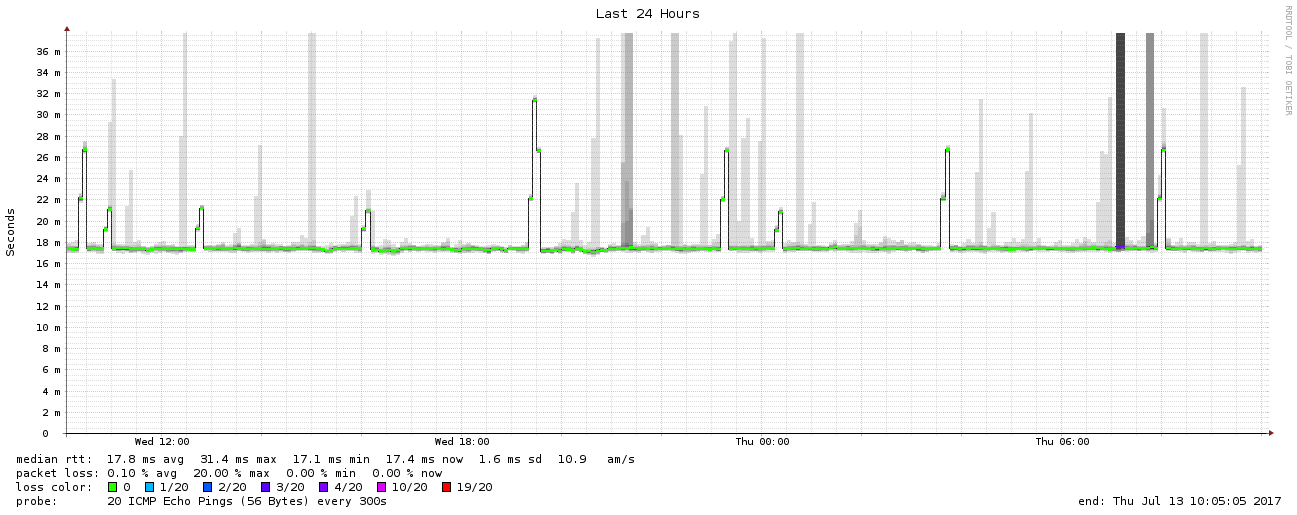 Last 24 Hours
RRDTOOL / TOBI OETIKER
Seconds
36 m
34 m
32 m
30 m
28 m
26 m
24 m
22 m
20 m
18 m
16 m
14 m
12 m
10 m
8 m
6 m
4 m
2 m
0
Wed 12:00 Wed 18:00 Thu 00:00 Thu 06:00
median rtt: 17.8 ms avg 31.4 ms max 17.1 ms min 17.4 ms now 1.6 ms sd 10.9 am/s
packet loss: 0.10 % avg 20.00 % max 0.00 % min 0.00 % now
loss color: 0 1/20 2/20 3/20 4/20 10/20 19/20
probe: 20 ICMP Echo Pings (56 Bytes) every 300s end: Thu Jul 13 10:05:05 2017